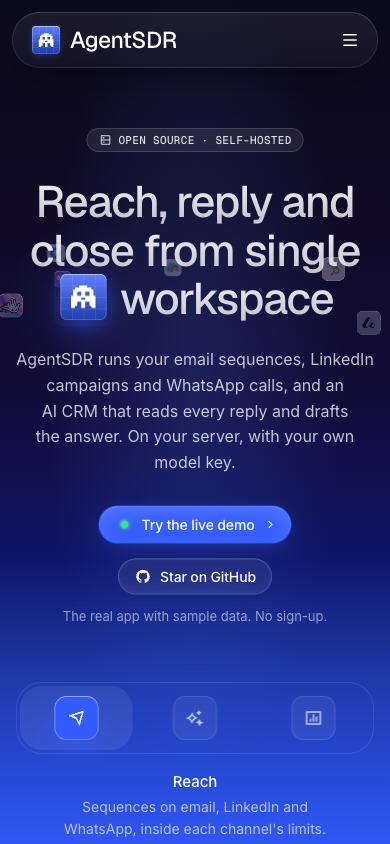 AgentSDR
OPEN SOURCE · SELF-HOSTED
Reach, reply and
close from single
workspace
AgentSDR runs your email sequences, LinkedIn
campaigns and WhatsApp calls, and an
AI CRM that reads every reply and drafts
the answer. On your server, with your own
model key.
Try the live demo
Star on GitHub
The real app with sample data. No sign-up.
Reach
Sequences on email, LinkedIn and
WhatsApp, inside each channel's limits.